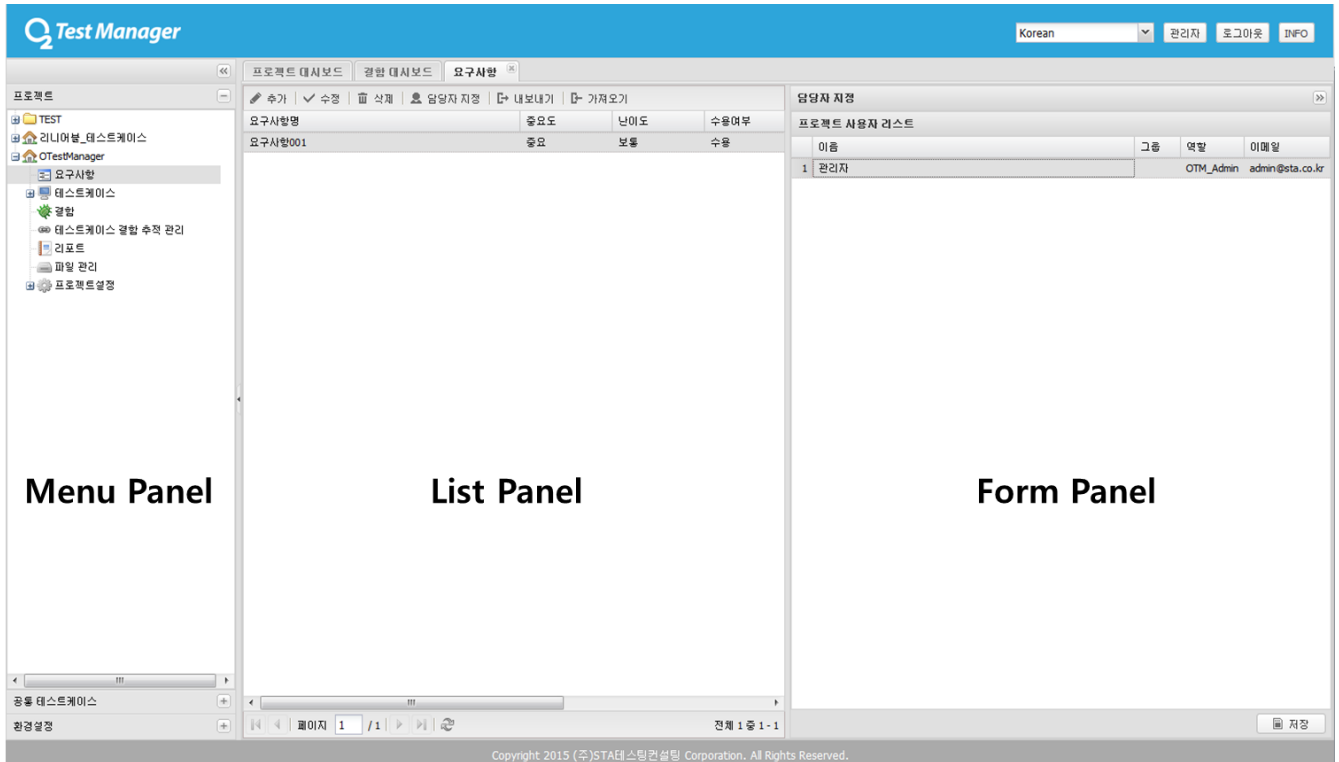 O2 Test Manager
Korean 관리자 로그아웃 INFO
프로젝트 대시보드 결함 대시보드 요구사항
프로젝트
추가 수정 삭제 담당자 지정 내보내기 가져오기
담당자 지정
TEST
요구사항명 중요도 난이도 수용여부
프로젝트 사용자 리스트
리니어블_테스트케이스
요구사항001 중요 보통 수용
이름 그룹 역할 이메일
OTestManager
1 관리자 OTM_Admin admin@sta.co.kr
요구사항
테스트케이스
결함
테스트케이스 결함 추적 관리
리포트
파일 관리
프로젝트설정
Menu Panel List Panel Form Panel
공통 테스트케이스
환경설정
페이지 1 / 1
전체 1 중 1 - 1
저장
Copyright 2015 (주)STA테스팅컨설팅 Corporation. All Rights Reserved.